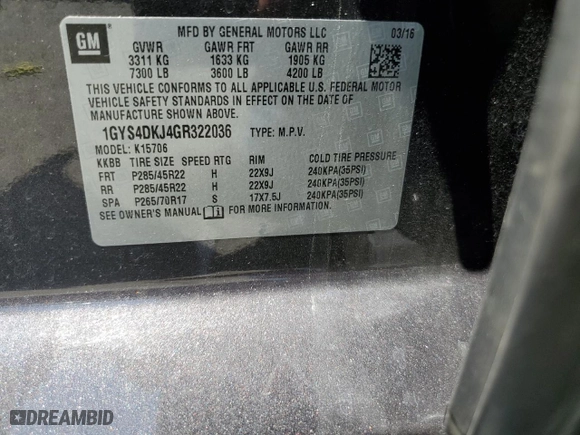 GM
MFD BY GENERAL MOTORS LLC 03/16
GVWR GAWR FRT GAWR RR
3311 KG 1633 KG 1905 KG
7300 LB 3600 LB 4200 LB
THIS VEHICLE CONFORMS TO ALL APPLICABLE U.S. FEDERAL MOTOR
VEHICLE SAFETY STANDARDS IN EFFECT ON THE DATE OF
MANUFACTURE SHOWN ABOVE.
1GYS4DKJ4GR322036 TYPE: M.P.V.
MODEL: K15706
KKBB TIRE SIZE SPEED RTG RIM COLD TIRE PRESSURE
FRT P285/45R22 H 22X9J 240KPA(35PSI)
RR P285/45R22 H 22X9J 240KPA(35PSI)
SPA P265/70R17 S 17X7.5J 240KPA(35PSI)
SEE OWNER'S MANUAL FOR MORE INFORMATION.
DREAMBID